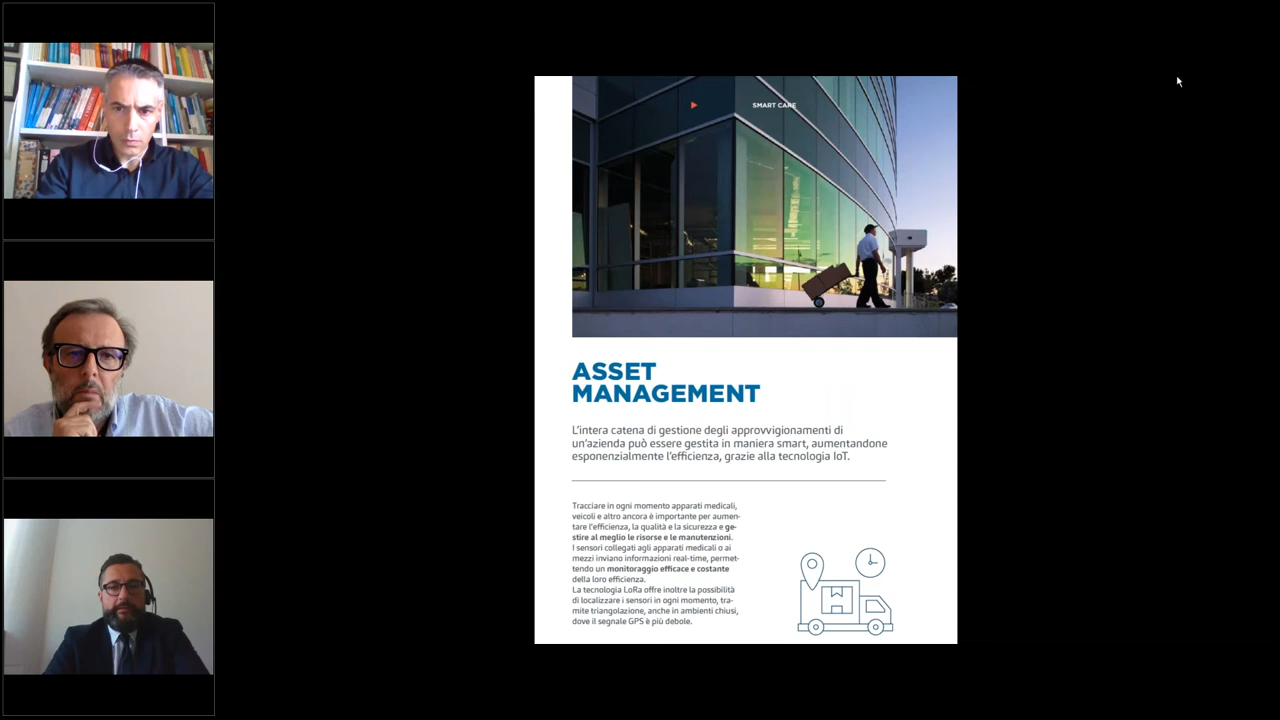 SMART CARE
ASSET
MANAGEMENT
L'intera catena di gestione degli approvvigionamenti di
un'azienda può essere gestita in maniera smart, aumentandone
esponenzialmente l'efficienza, grazie alla tecnologia IoT.
Tracciare in ogni momento apparati medicali,
veicoli e altro ancora è importante per aumen-
tare l'efficienza, la qualità e la sicurezza e ge-
stire al meglio le risorse e le manutenzioni.
I sensori collegati agli apparati medicali o ai
mezzi inviano informazioni real-time, permet-
tendo un monitoraggio efficace e costante
della loro efficienza.
La tecnologia LoRa offre inoltre la possibilità
di localizzare i sensori in ogni momento, tra-
mite triangolazione, anche in ambienti chiusi,
dove il segnale GPS è più debole.